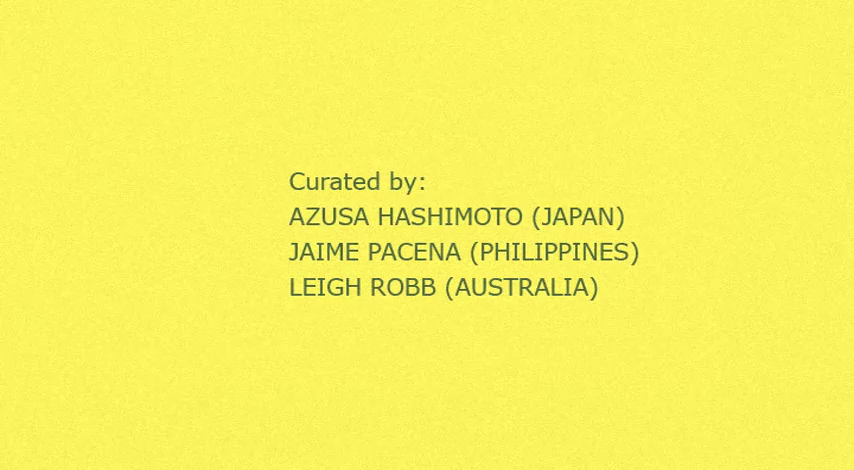 Curated by:
AZUSA HASHIMOTO (JAPAN)
JAIME PACENA (PHILIPPINES)
LEIGH ROBB (AUSTRALIA)